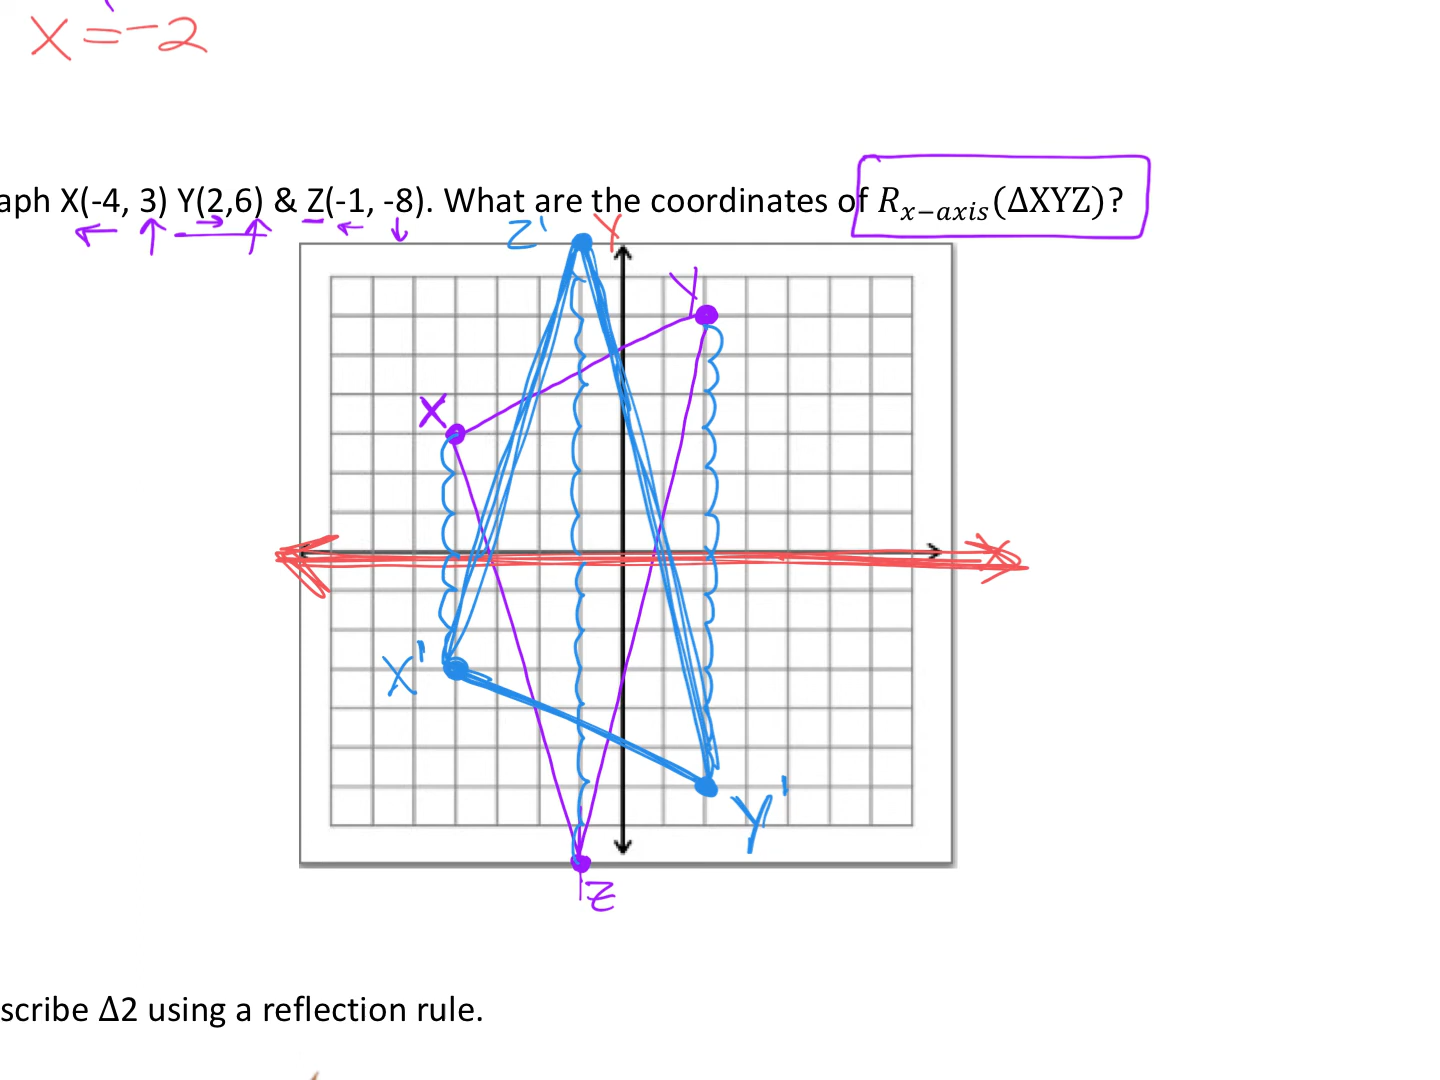 x = -2
aph X(-4, 3) Y(2,6) & Z(-1, -8). What are the coordinates of R_{x-axis}(ΔXYZ)?
Z' Y
Y
X
X
X'
Y'
Z
scribe Δ2 using a reflection rule.